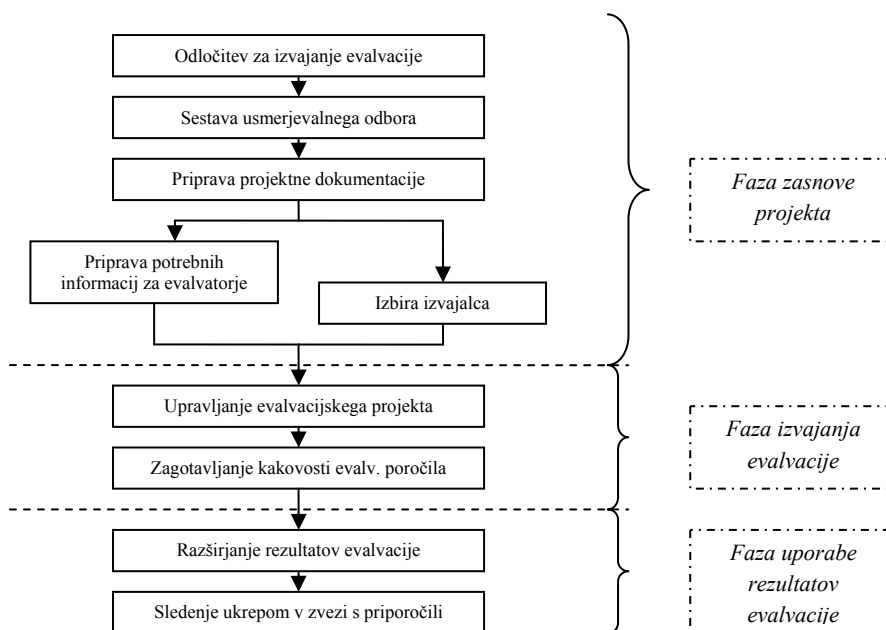 Odločitev za izvajanje evalvacije
Sestava usmerjevalnega odbora
Priprava projektne dokumentacije
Priprava potrebnih
informacij za evalvatorje
Izbira izvajalca
Faza zasnove
projekta
Upravljanje evalvacijskega projekta
Zagotavljanje kakovosti evalv. poročila
Faza izvajanja
evalvacije
Razširjanje rezultatov evalvacije
Sledenje ukrepom v zvezi s priporočili
Faza uporabe
rezultatov
evalvacije